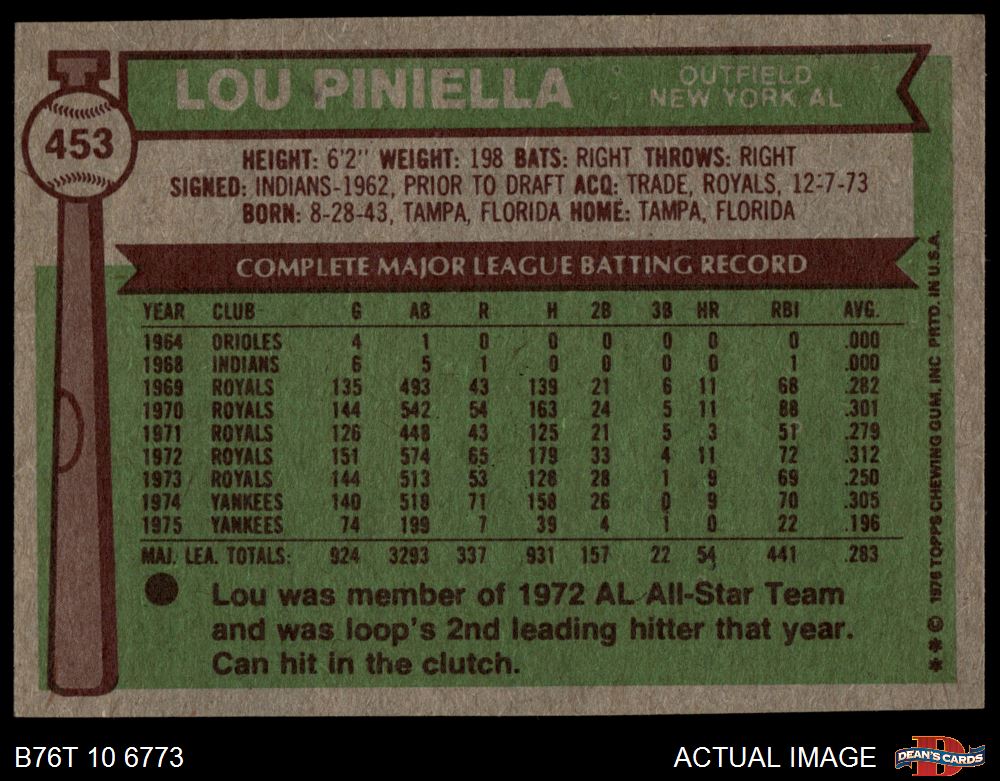 LOU PINIELLA
OUTFIELD
NEW YORK AL
453
HEIGHT: 6'2" WEIGHT: 198 BATS: RIGHT THROWS: RIGHT
SIGNED: INDIANS-1962, PRIOR TO DRAFT ACQ: TRADE, ROYALS, 12-7-73
BORN: 8-28-43, TAMPA, FLORIDA HOME: TAMPA, FLORIDA
COMPLETE MAJOR LEAGUE BATTING RECORD
YEAR CLUB G AB R H 2B 3B HR RBI AVG.
1964 ORIOLES 4 1 0 0 0 0 0 0 .000
1968 INDIANS 6 5 1 0 0 0 0 1 .000
1969 ROYALS 135 493 43 139 21 6 11 68 .282
1970 ROYALS 144 542 54 163 24 5 11 88 .301
1971 ROYALS 126 448 43 125 21 5 3 51 .279
1972 ROYALS 151 574 65 179 33 4 11 72 .312
1973 ROYALS 144 513 53 128 28 1 9 69 .250
1974 YANKEES 140 518 71 158 26 0 9 70 .305
1975 YANKEES 74 199 7 39 4 1 0 22 .196
MAJ. LEA. TOTALS: 924 3293 337 931 157 22 54 441 .283
Lou was member of 1972 AL All-Star Team
and was loop's 2nd leading hitter that year.
Can hit in the clutch.
* * © 1976 TOPPS CHEWING GUM, INC PRTD. IN U.S.A.
B76T 10 6773
ACTUAL IMAGE
DEAN'S CARDS